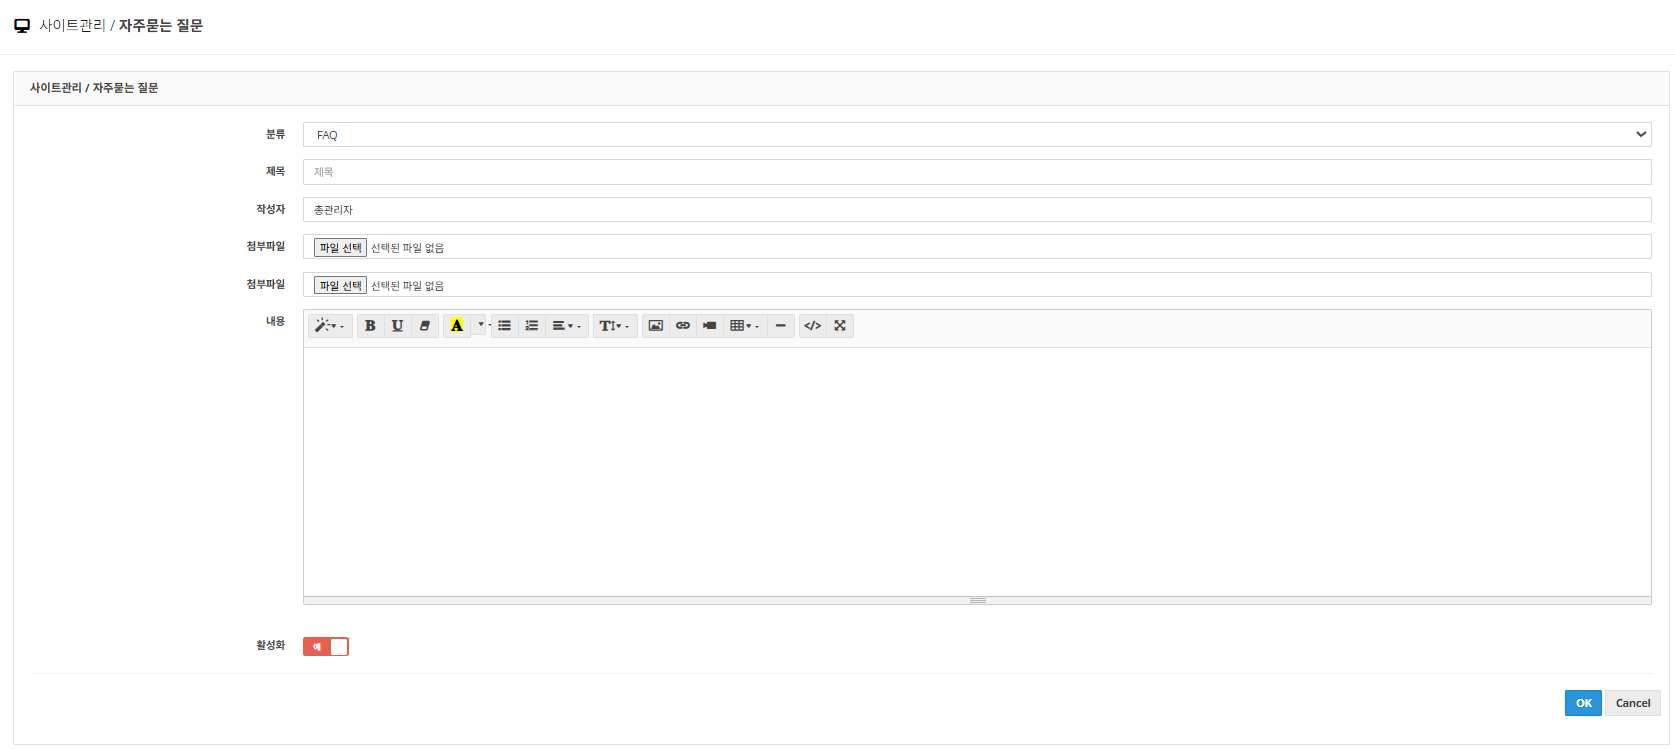 사이트관리 / 자주묻는 질문
사이트관리 / 자주묻는 질문
분류 FAQ
제목 제목
작성자 총관리자
첨부파일 파일 선택 선택된 파일 없음
첨부파일 파일 선택 선택된 파일 없음
내용 B U A T </>
활성화 예
OK Cancel